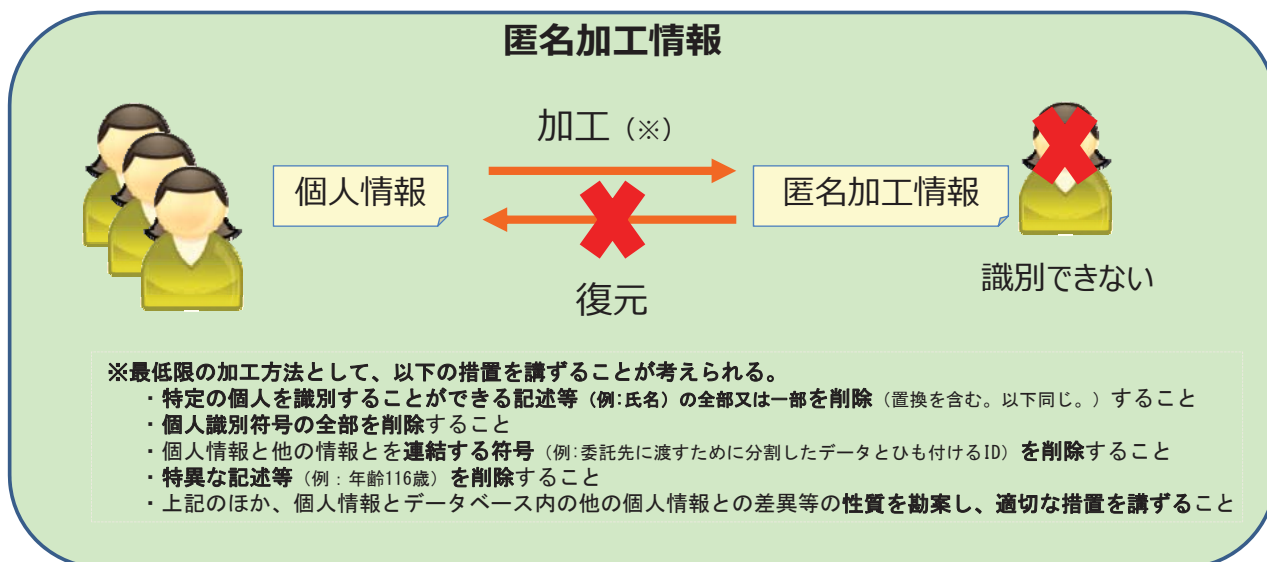 匿名加工情報
加工（※）
個人情報
匿名加工情報
復元
識別できない
※最低限の加工方法として、以下の措置を講ずることが考えられる。
・特定の個人を識別することができる記述等（例:氏名）の全部又は一部を削除（置換を含む。以下同じ。）すること
・個人識別符号の全部を削除すること
・個人情報と他の情報とを連結する符号（例:委託先に渡すために分割したデータとひも付けるID）を削除すること
・特異な記述等（例：年齢116歳）を削除すること
・上記のほか、個人情報とデータベース内の他の個人情報との差異等の性質を勘案し、適切な措置を講ずること